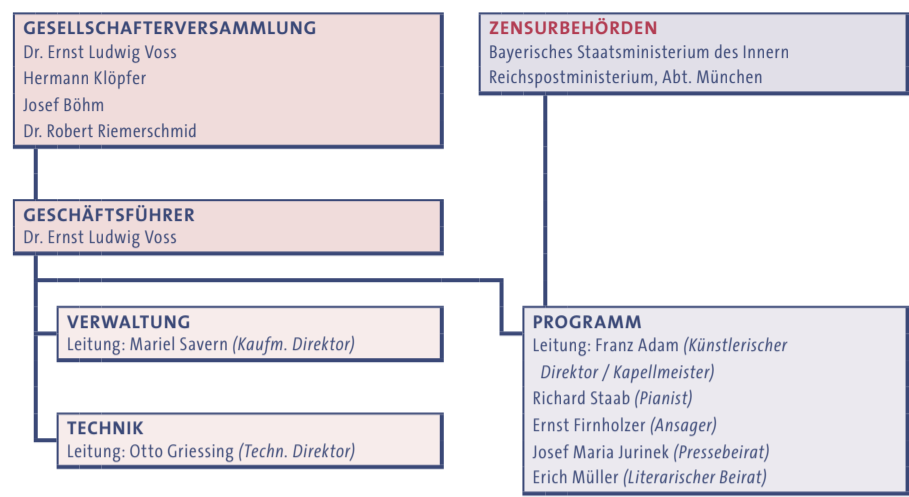 GESELLSCHAFTERVERSAMMLUNG
Dr. Ernst Ludwig Voss
Hermann Klöpfer
Josef Böhm
Dr. Robert Riemerschmid
ZENSURBEHÖRDEN
Bayerisches Staatsministerium des Innern
Reichspostministerium, Abt. München
GESCHÄFTSFÜHRER
Dr. Ernst Ludwig Voss
VERWALTUNG
Leitung: Mariel Savern (Kaufm. Direktor)
TECHNIK
Leitung: Otto Griessing (Techn. Direktor)
PROGRAMM
Leitung: Franz Adam (Künstlerischer
Direktor / Kapellmeister)
Richard Staab (Pianist)
Ernst Firnholzer (Ansager)
Josef Maria Jurinek (Pressebeirat)
Erich Müller (Literarischer Beirat)